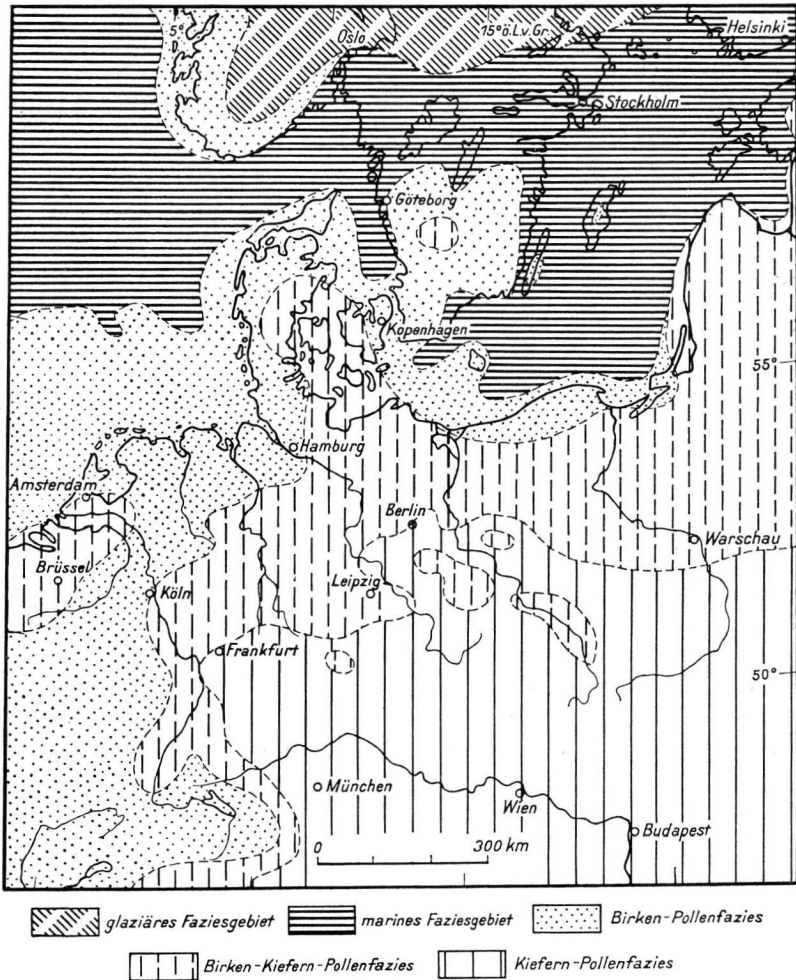 5°
Oslo
15° ö.L.v.Gr.
Helsinki
Stockholm
Göteborg
Kopenhagen
55°
Hamburg
Amsterdam
Berlin
Warschau
Brüssel
Köln
Leipzig
Frankfurt
50°
München
Wien
Budapest
0 300 km
glaziäres Faziesgebiet marines Faziesgebiet Birken-Pollenfazies
Birken-Kiefern-Pollenfazies Kiefern-Pollenfazies